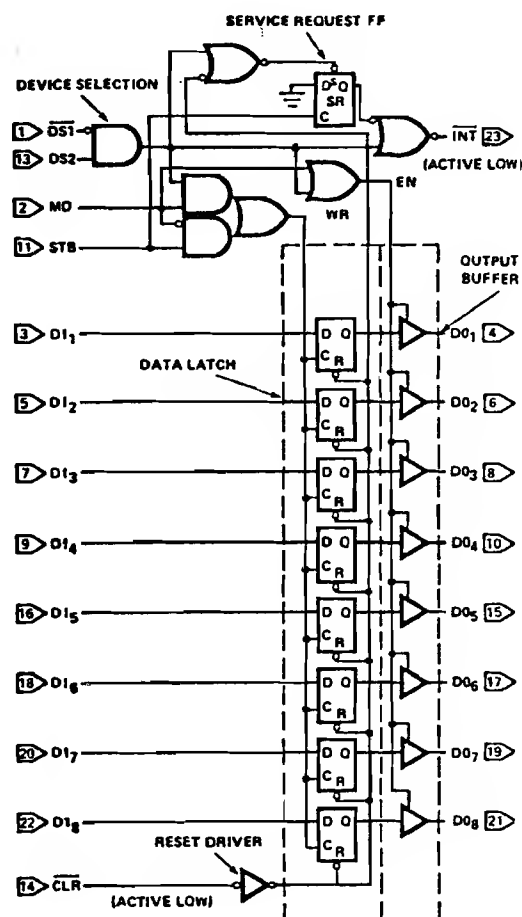 SERVICE REQUEST FF
DEVICE SELECTION
D S Q
SR
C
1 DS1
13 DS2
INT 23
(ACTIVE LOW)
2 MD
EN
WR
11 STB
OUTPUT
BUFFER
3 DI1 D Q C R DO1 4
DATA LATCH
5 DI2 D Q C R DO2 6
7 DI3 D Q C R DO3 8
9 DI4 D Q C R DO4 10
16 DI5 D Q C R DO5 15
18 DI6 D Q C R DO6 17
20 DI7 D Q C R DO7 19
22 DI8 D Q C R DO8 21
RESET DRIVER
14 CLR
(ACTIVE LOW)